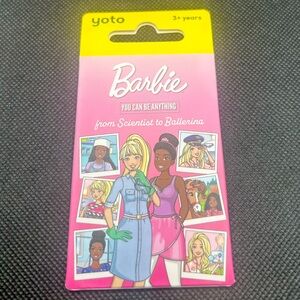 yoto 3+ years
Barbie
YOU CAN BE ANYTHING
from Scientist to Ballerina